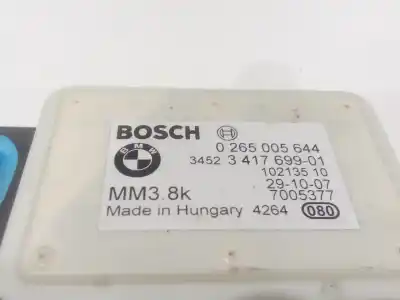 BOSCH 0 265 005 644
BMW 3452 3 417 699-01
102135 10
29-10-07
MM3.8k 7005377
Made in Hungary 4264 080